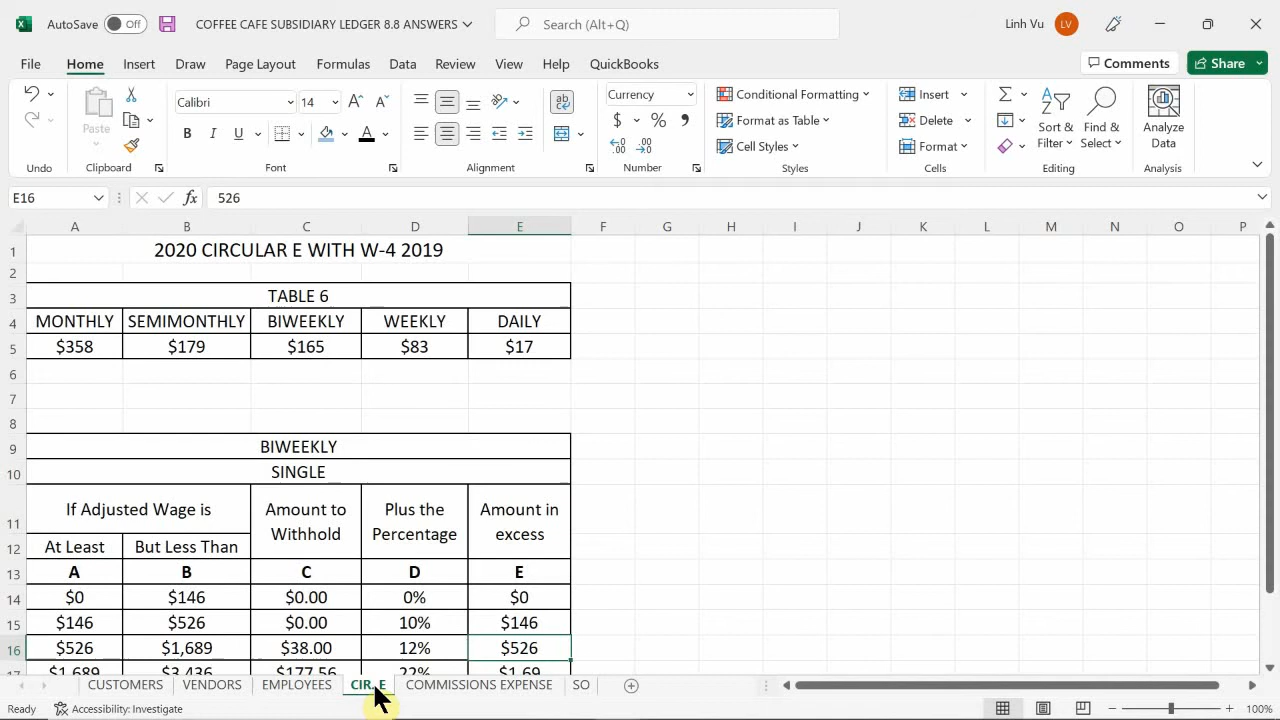 AutoSave Off COFFEE CAFE SUBSIDIARY LEDGER 8.8 ANSWERS Search (Alt+Q) Linh Vu LV
File Home Insert Draw Page Layout Formulas Data Review View Help QuickBooks Comments Share
Calibri 14 Currency Conditional Formatting Insert
Paste Format as Table Delete Sort & Find & Analyze
Cell Styles Format Filter Select Data
Undo Clipboard Font Alignment Number Styles Cells Editing Analysis
E16 fx 526
A B C D E F G H I J K L M N O P
1 2020 CIRCULAR E WITH W-4 2019
2
3 TABLE 6
4 MONTHLY SEMIMONTHLY BIWEEKLY WEEKLY DAILY
5 $358 $179 $165 $83 $17
6
7
8
9 BIWEEKLY
10 SINGLE
11 If Adjusted Wage is Amount to Withhold Plus the Percentage Amount in excess
12 At Least But Less Than
13 A B C D E
14 $0 $146 $0.00 0% $0
15 $146 $526 $0.00 10% $146
16 $526 $1,689 $38.00 12% $526
17 $1,689 $3,436 $177.56 22% $1,69
CUSTOMERS VENDORS EMPLOYEES CIR. E COMMISSIONS EXPENSE SO
Ready Accessibility: Investigate 100%